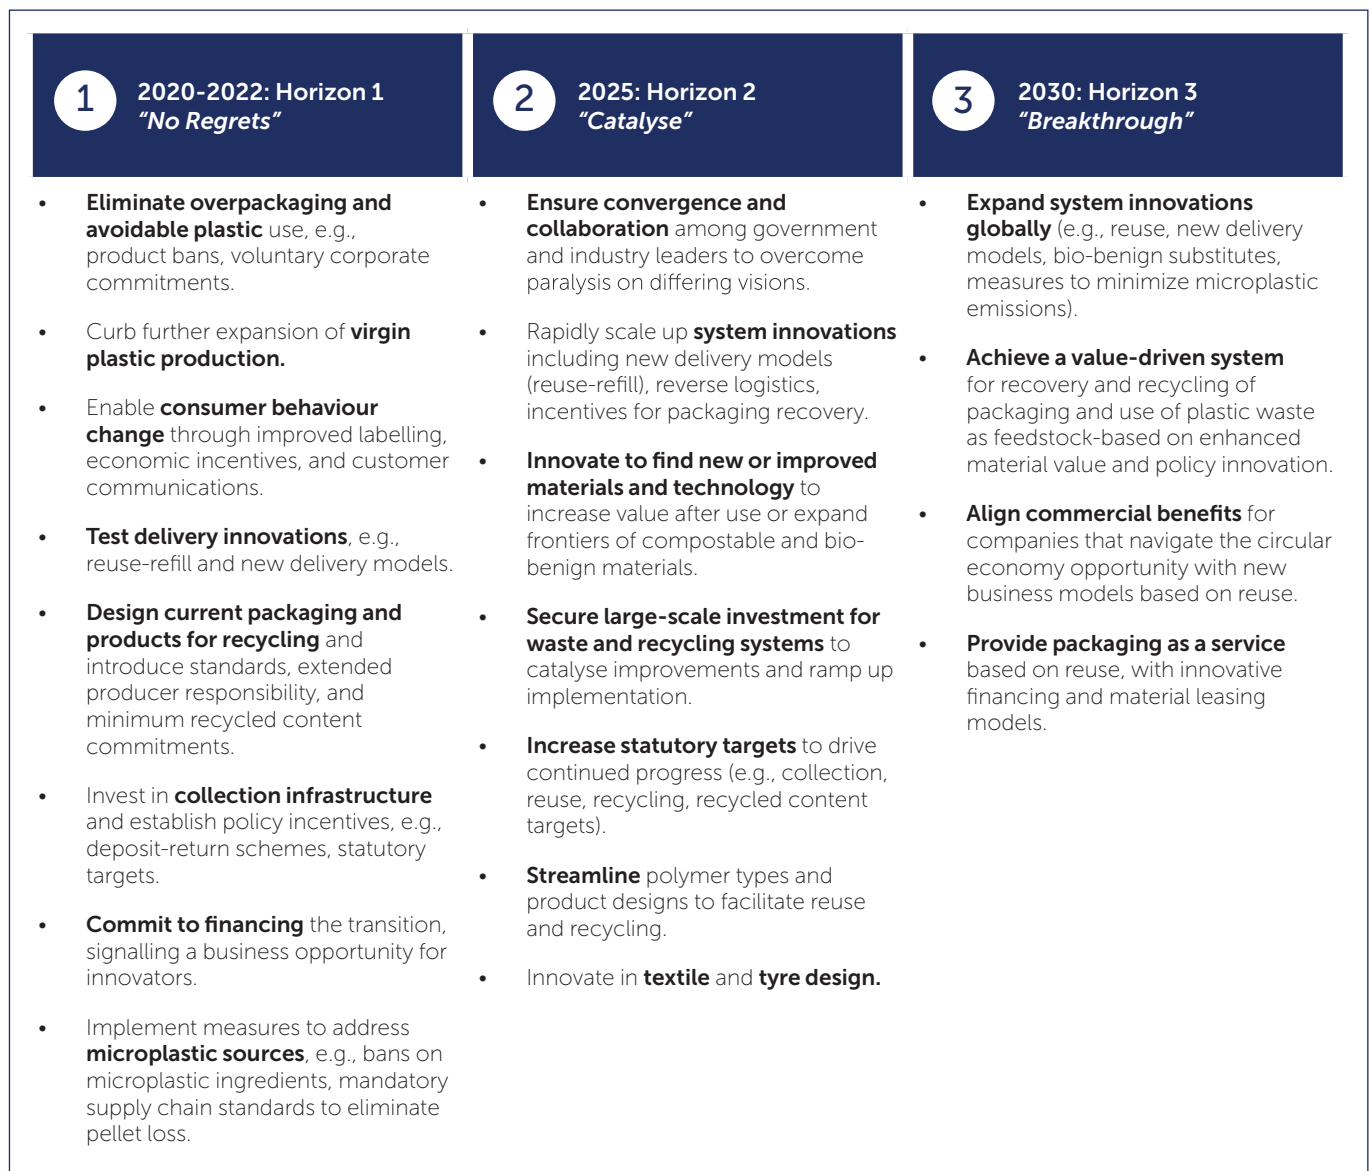 1
2020-2022: Horizon 1
“No Regrets”
• Eliminate overpackaging and
avoidable plastic use, e.g.,
product bans, voluntary corporate
commitments.
• Curb further expansion of virgin
plastic production.
• Enable consumer behaviour
change through improved labelling,
economic incentives, and customer
communications.
• Test delivery innovations, e.g.,
reuse-refill and new delivery models.
• Design current packaging and
products for recycling and
introduce standards, extended
producer responsibility, and
minimum recycled content
commitments.
• Invest in collection infrastructure
and establish policy incentives, e.g.,
deposit-return schemes, statutory
targets.
• Commit to financing the transition,
signalling a business opportunity for
innovators.
• Implement measures to address
microplastic sources, e.g., bans on
microplastic ingredients, mandatory
supply chain standards to eliminate
pellet loss.
2
2025: Horizon 2
“Catalyse”
• Ensure convergence and
collaboration among government
and industry leaders to overcome
paralysis on differing visions.
• Rapidly scale up system innovations
including new delivery models
(reuse-refill), reverse logistics,
incentives for packaging recovery.
• Innovate to find new or improved
materials and technology to
increase value after use or expand
frontiers of compostable and bio-
benign materials.
• Secure large-scale investment for
waste and recycling systems to
catalyse improvements and ramp up
implementation.
• Increase statutory targets to drive
continued progress (e.g., collection,
reuse, recycling, recycled content
targets).
• Streamline polymer types and
product designs to facilitate reuse
and recycling.
• Innovate in textile and tyre design.
3
2030: Horizon 3
“Breakthrough”
• Expand system innovations
globally (e.g., reuse, new delivery
models, bio-benign substitutes,
measures to minimize microplastic
emissions).
• Achieve a value-driven system
for recovery and recycling of
packaging and use of plastic waste
as feedstock-based on enhanced
material value and policy innovation.
• Align commercial benefits for
companies that navigate the circular
economy opportunity with new
business models based on reuse.
• Provide packaging as a service
based on reuse, with innovative
financing and material leasing
models.